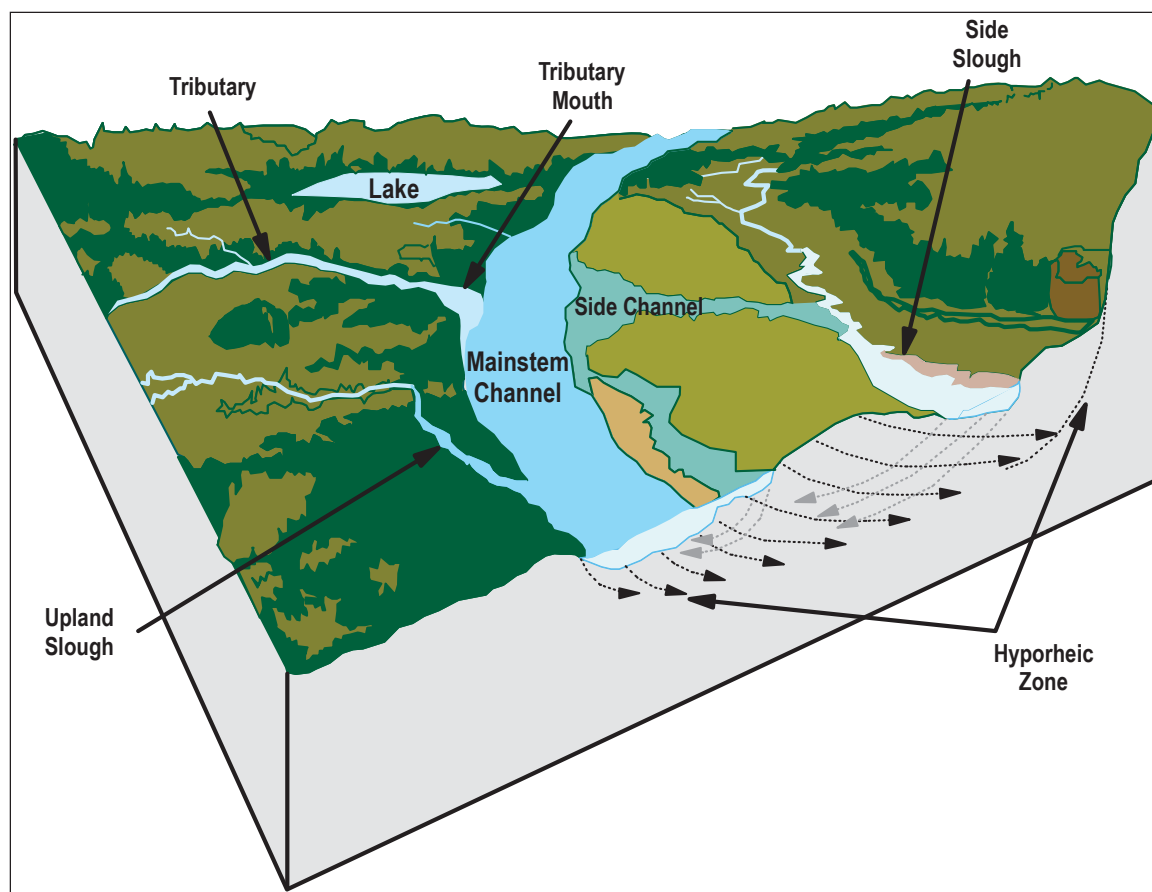 Side
Slough
Tributary
Mouth
Tributary
Lake
Side Channel
Mainstem
Channel
Upland
Slough
Hyporheic
Zone